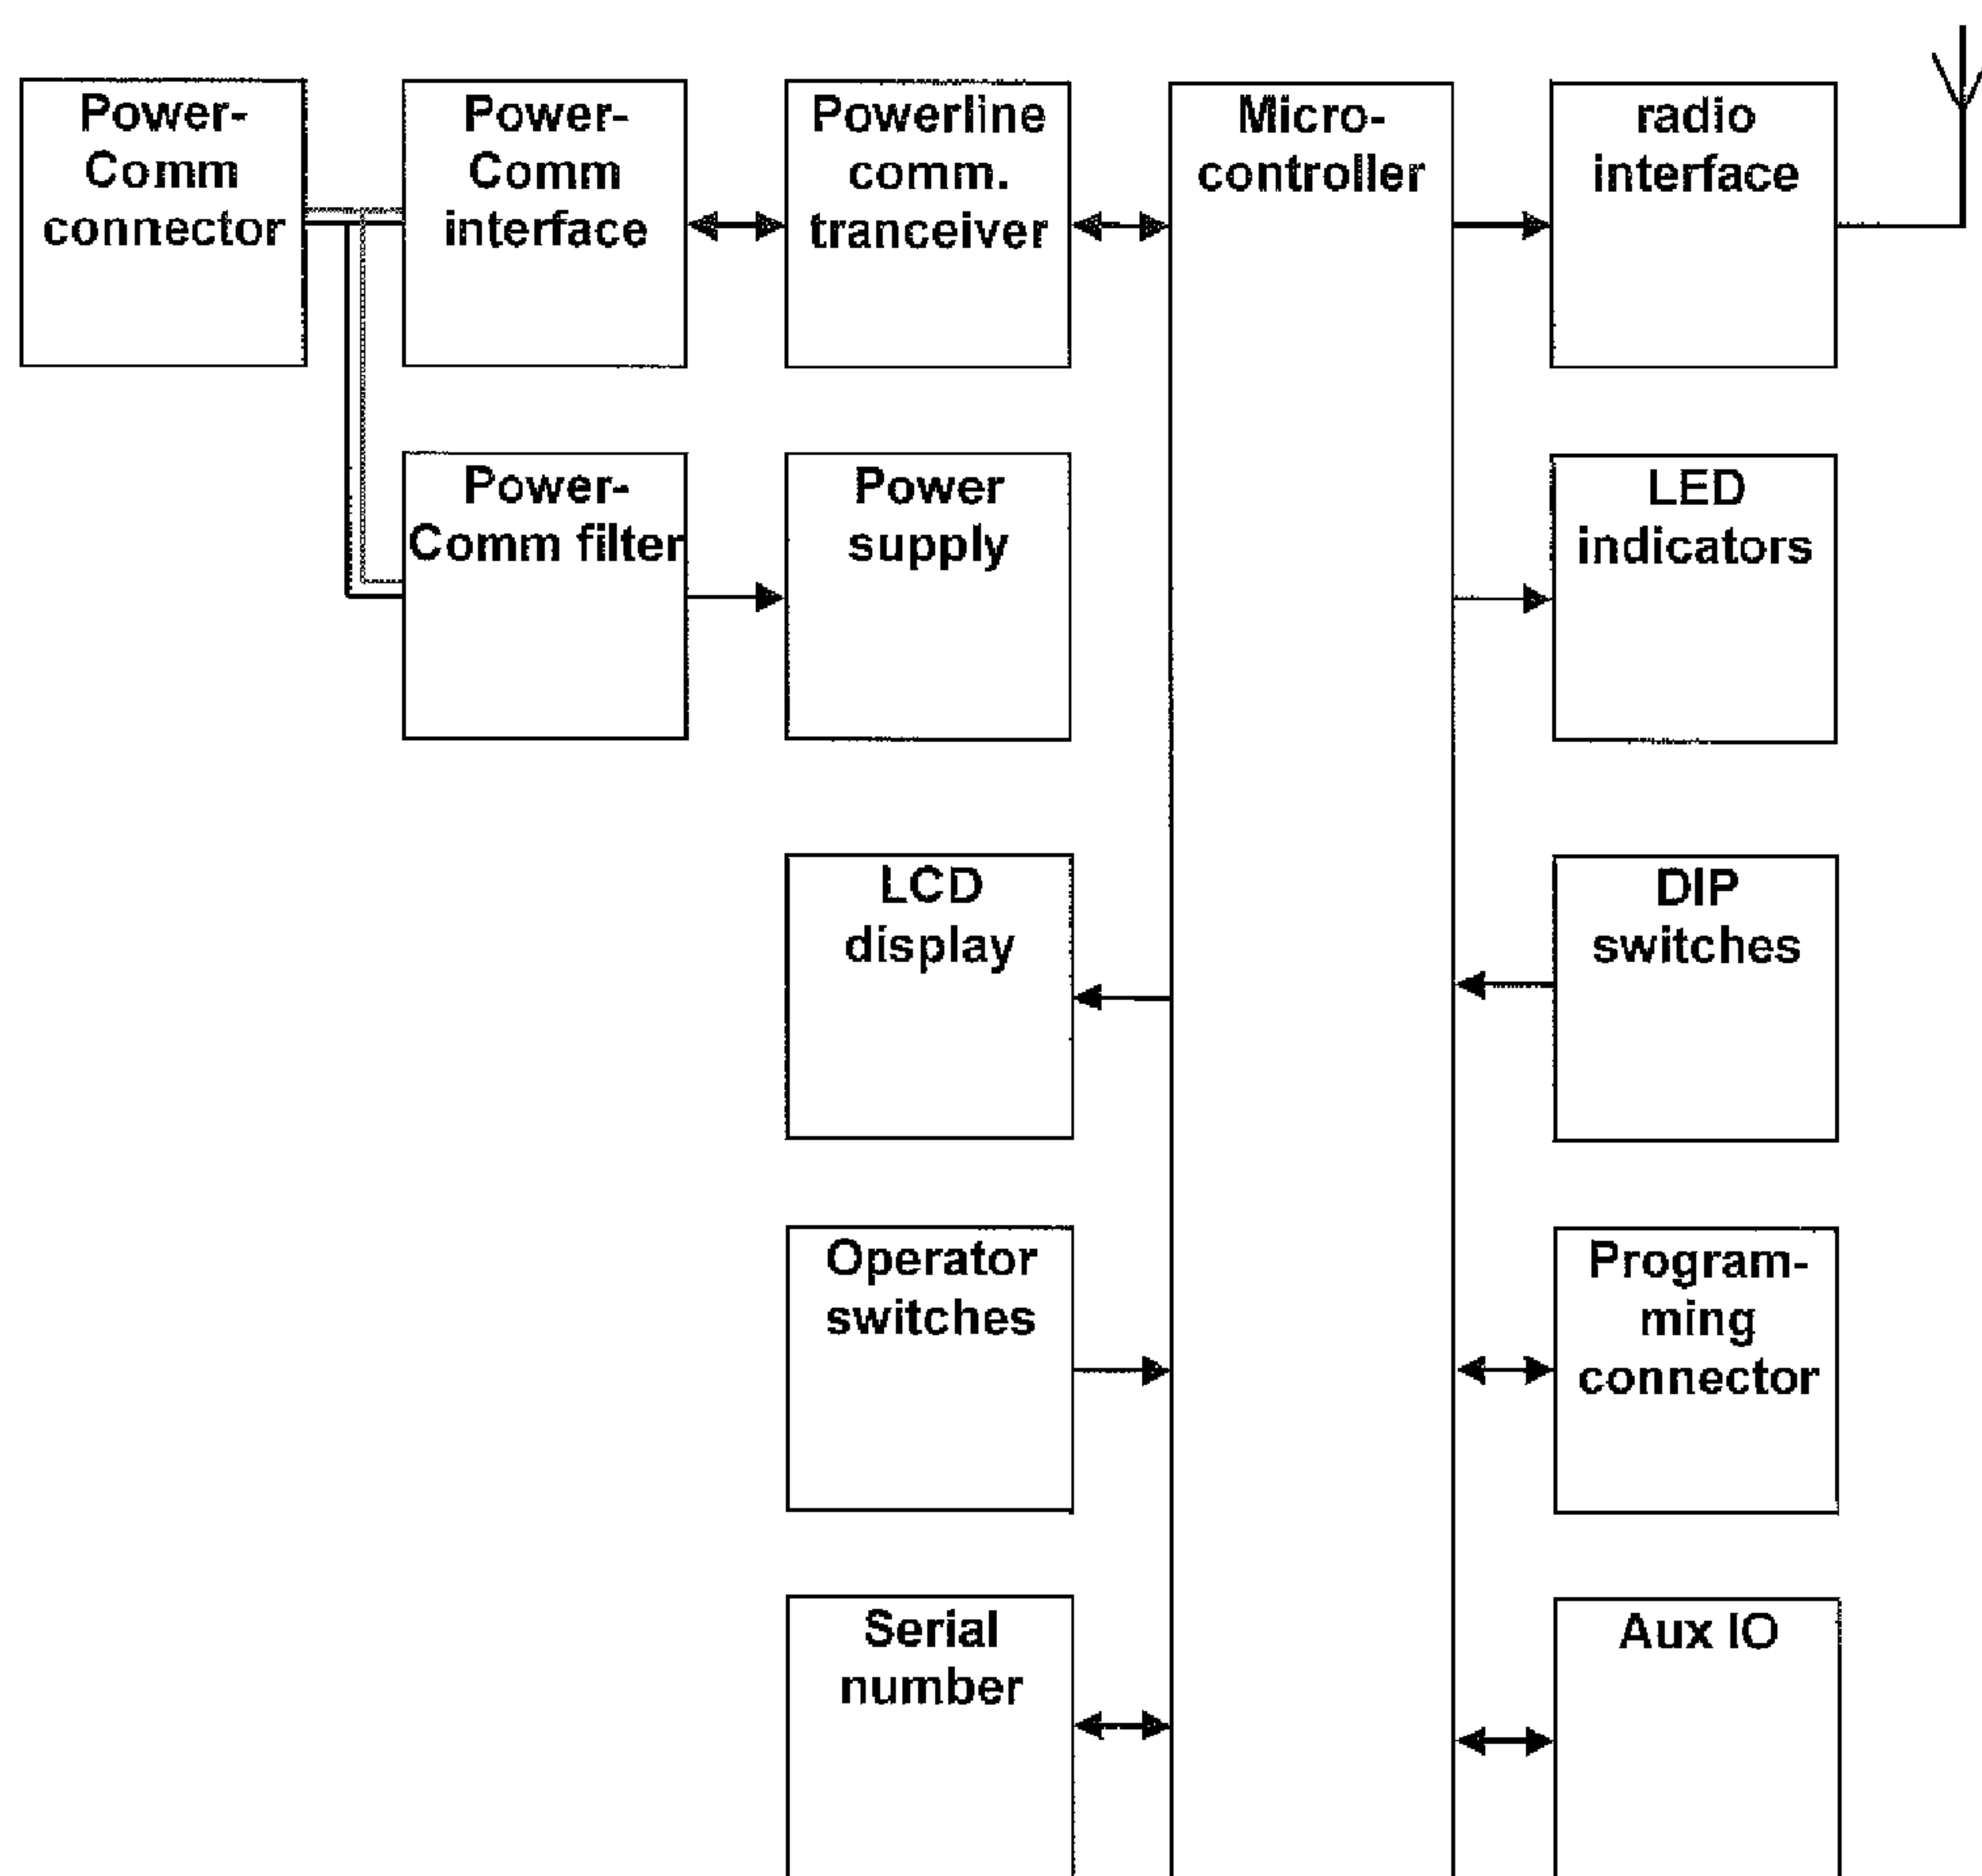 Power-
Comm
connector
Power-
Comm
interface
Powerline
comm.
tranceiver
Micro-
controller
radio
interface
Power-
Comm filter
Power
supply
LED
indicators
LCD
display
DIP
switches
Operator
switches
Program-
ming
connector
Serial
number
Aux IO